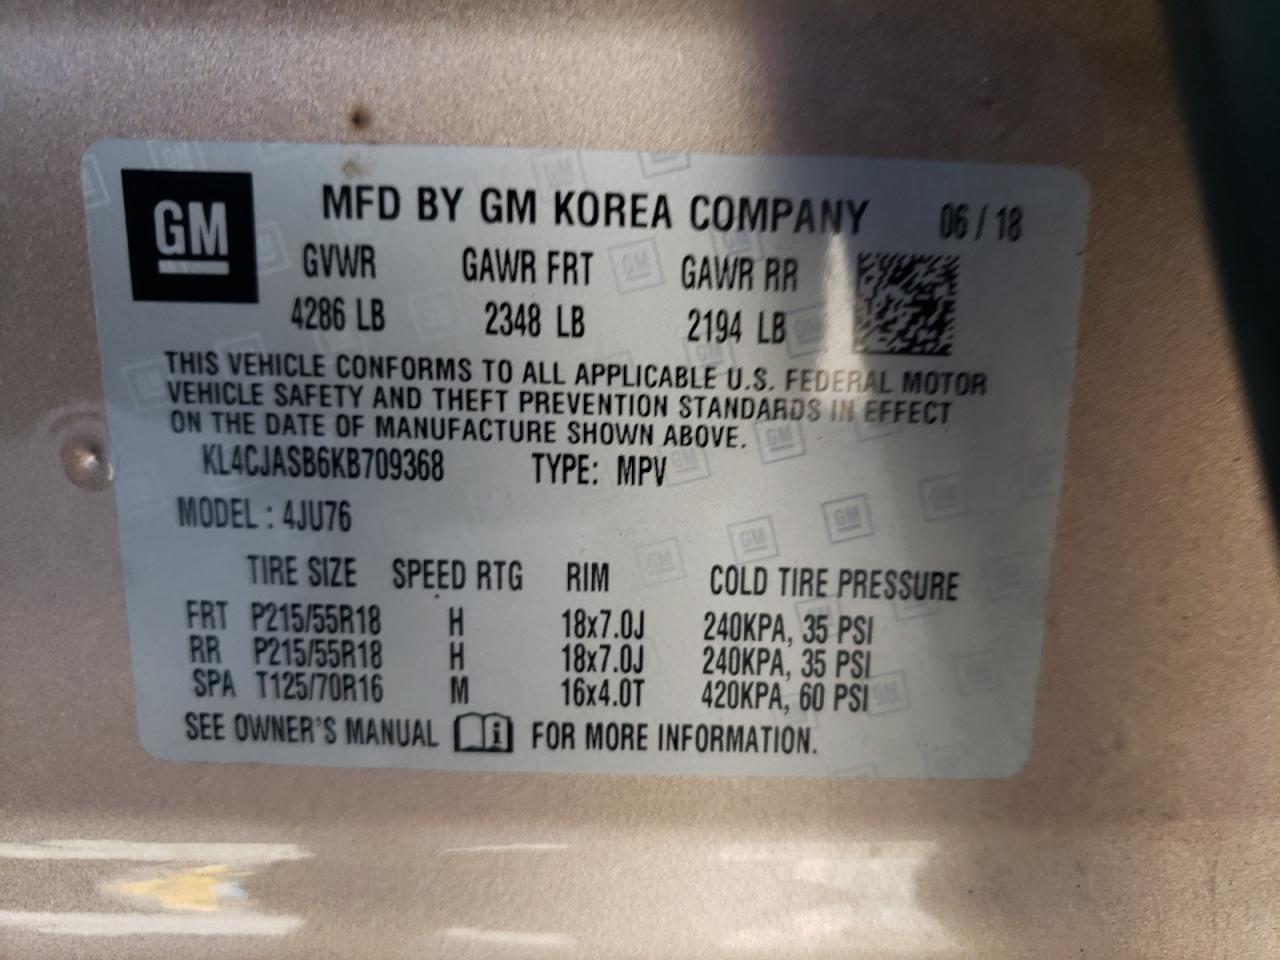 GM
MFD BY GM KOREA COMPANY 06 / 18
GVWR GAWR FRT GAWR RR
4286 LB 2348 LB 2194 LB
THIS VEHICLE CONFORMS TO ALL APPLICABLE U.S. FEDERAL MOTOR
VEHICLE SAFETY AND THEFT PREVENTION STANDARDS IN EFFECT
ON THE DATE OF MANUFACTURE SHOWN ABOVE.
KL4CJASB6KB709368 TYPE: MPV
MODEL : 4JU76
TIRE SIZE SPEED RTG RIM COLD TIRE PRESSURE
FRT P215/55R18 H 18x7.0J 240KPA, 35 PSI
RR P215/55R18 H 18x7.0J 240KPA, 35 PSI
SPA T125/70R16 M 16x4.0T 420KPA, 60 PSI
SEE OWNER'S MANUAL i FOR MORE INFORMATION.